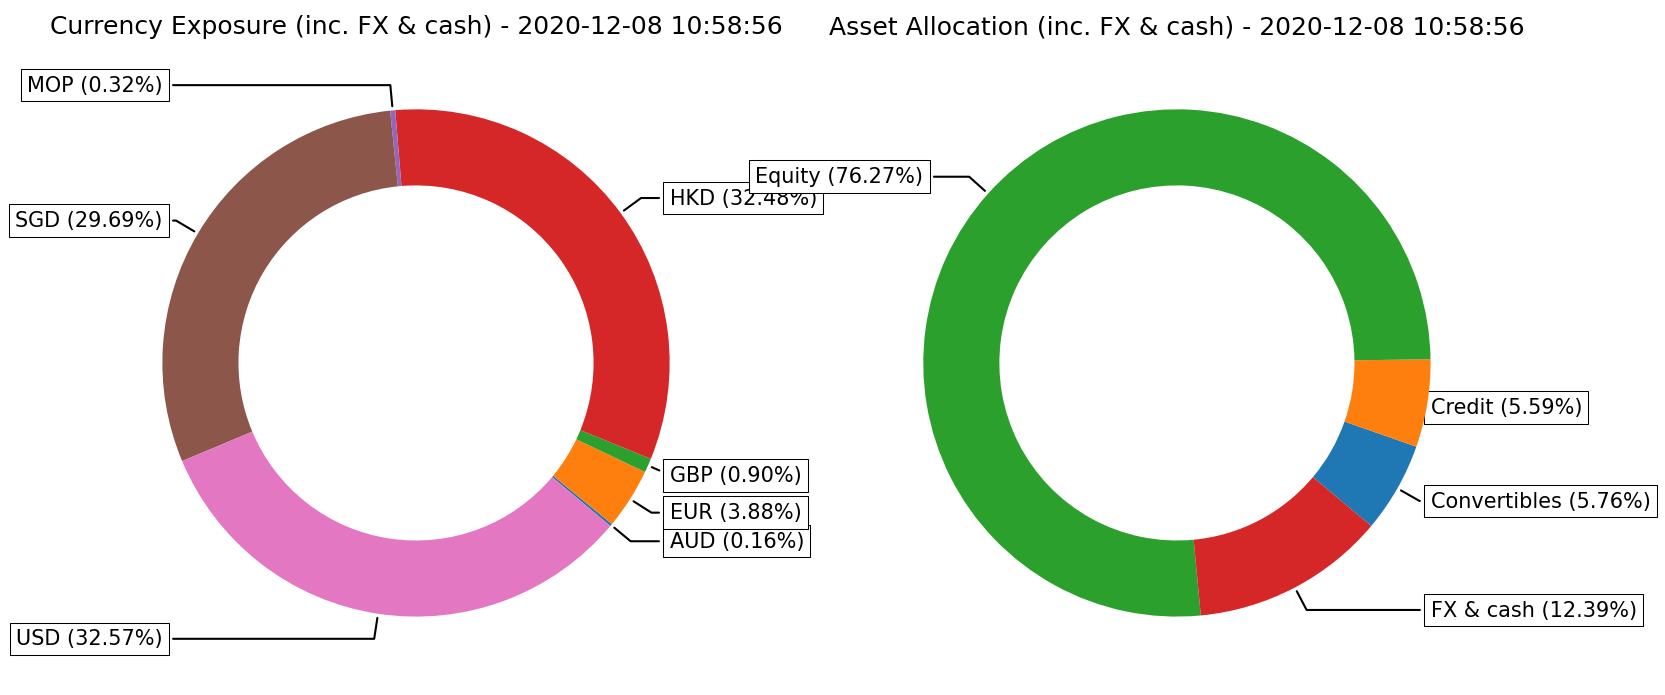 Currency Exposure (inc. FX & cash) - 2020-12-08 10:58:56
MOP (0.32%)
SGD (29.69%)
HKD (32.48%)
GBP (0.90%)
EUR (3.88%)
AUD (0.16%)
USD (32.57%)
Asset Allocation (inc. FX & cash) - 2020-12-08 10:58:56
Equity (76.27%)
Credit (5.59%)
Convertibles (5.76%)
FX & cash (12.39%)